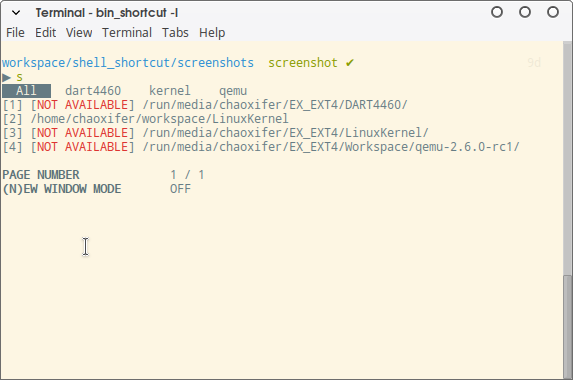 Terminal - bin_shortcut -l
File Edit View Terminal Tabs Help
workspace/shell_shortcut/screenshots screenshot ✔ 9d
▶ s
All dart4460 kernel qemu
[1] [NOT AVAILABLE] /run/media/chaoxifer/EX_EXT4/DART4460/
[2] /home/chaoxifer/workspace/LinuxKernel
[3] [NOT AVAILABLE] /run/media/chaoxifer/EX_EXT4/LinuxKernel/
[4] [NOT AVAILABLE] /run/media/chaoxifer/EX_EXT4/Workspace/qemu-2.6.0-rc1/
PAGE NUMBER 1 / 1
(N)EW WINDOW MODE OFF